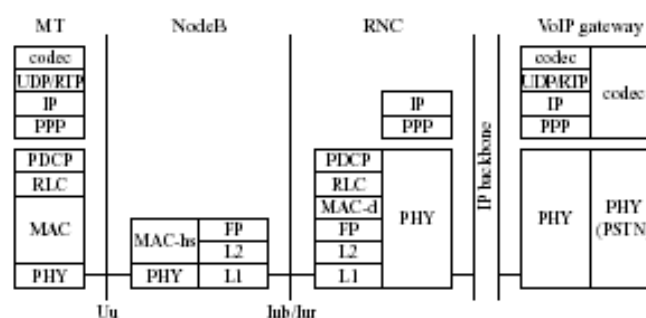 MT
NodeB
RNC
VoIP gateway
codec
UDP/RTP
IP
PPP
PDCP
RLC
MAC
PHY
MAC-hs
PHY
FP
L2
L1
PDCP
RLC
MAC-d
FP
L2
L1
IP
PPP
PHY
IP backbone
codec
UDP/RTP
IP
PPP
PHY
codec
PHY
(PSTN)
Uu
Iub/Iur